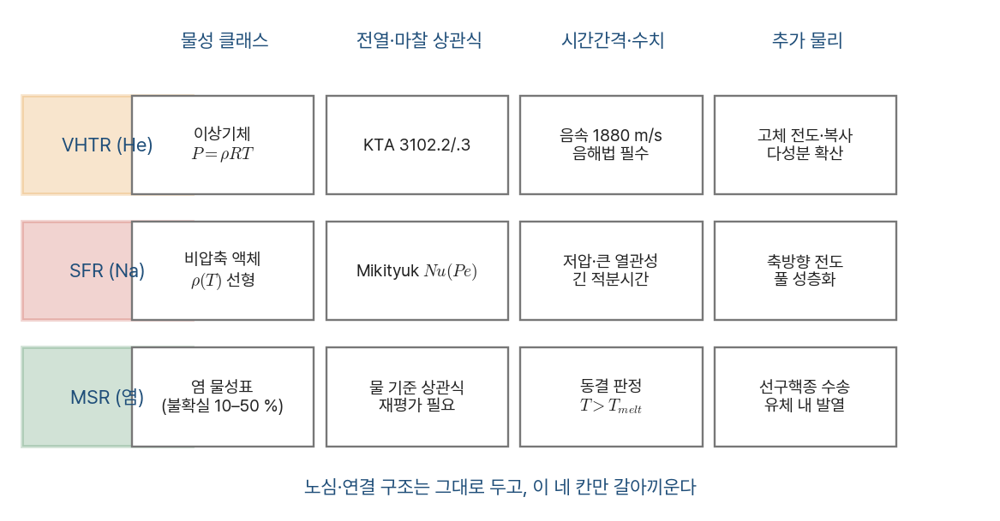 물성 클래스
전열·마찰 상관식
시간간격·수치
추가 물리
VHTR (He)
이상기체
P = ρRT
KTA 3102.2/.3
음속 1880 m/s
음해법 필수
고체 전도·복사
다성분 확산
SFR (Na)
비압축 액체
ρ(T) 선형
Mikityuk Nu(Pe)
저압·큰 열관성
긴 적분시간
축방향 전도
풀 성층화
MSR (염)
염 물성표
(불확실 10–50 %)
물 기준 상관식
재평가 필요
동결 판정
T > T_melt
선구핵종 수송
유체 내 발열
노심·연결 구조는 그대로 두고, 이 네 칸만 갈아끼운다